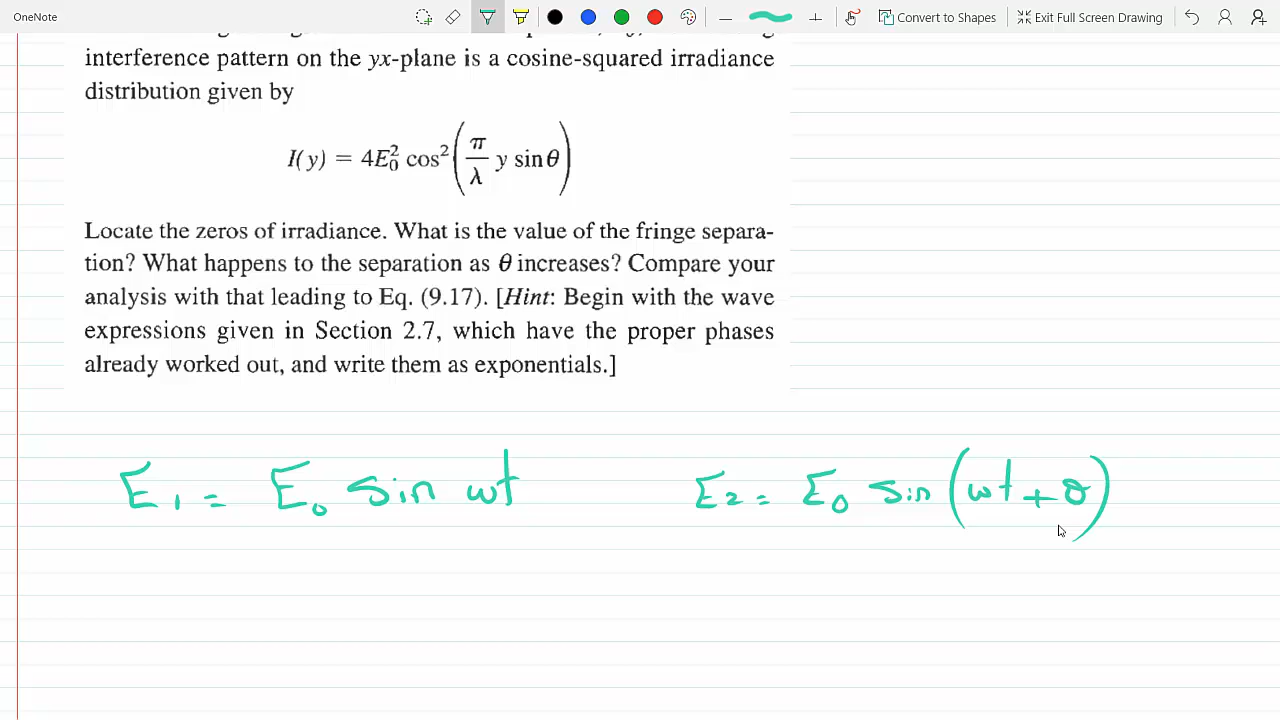 OneNote
Convert to Shapes
Exit Full Screen Drawing
interference pattern on the yx-plane is a cosine-squared irradiance
distribution given by
I(y) = 4E₀² cos²(π/λ y sinθ)
Locate the zeros of irradiance. What is the value of the fringe separa-
tion? What happens to the separation as θ increases? Compare your
analysis with that leading to Eq. (9.17). [Hint: Begin with the wave
expressions given in Section 2.7, which have the proper phases
already worked out, and write them as exponentials.]
E₁ = E₀ sin wt E₂ = E₀ sin (wt + θ)